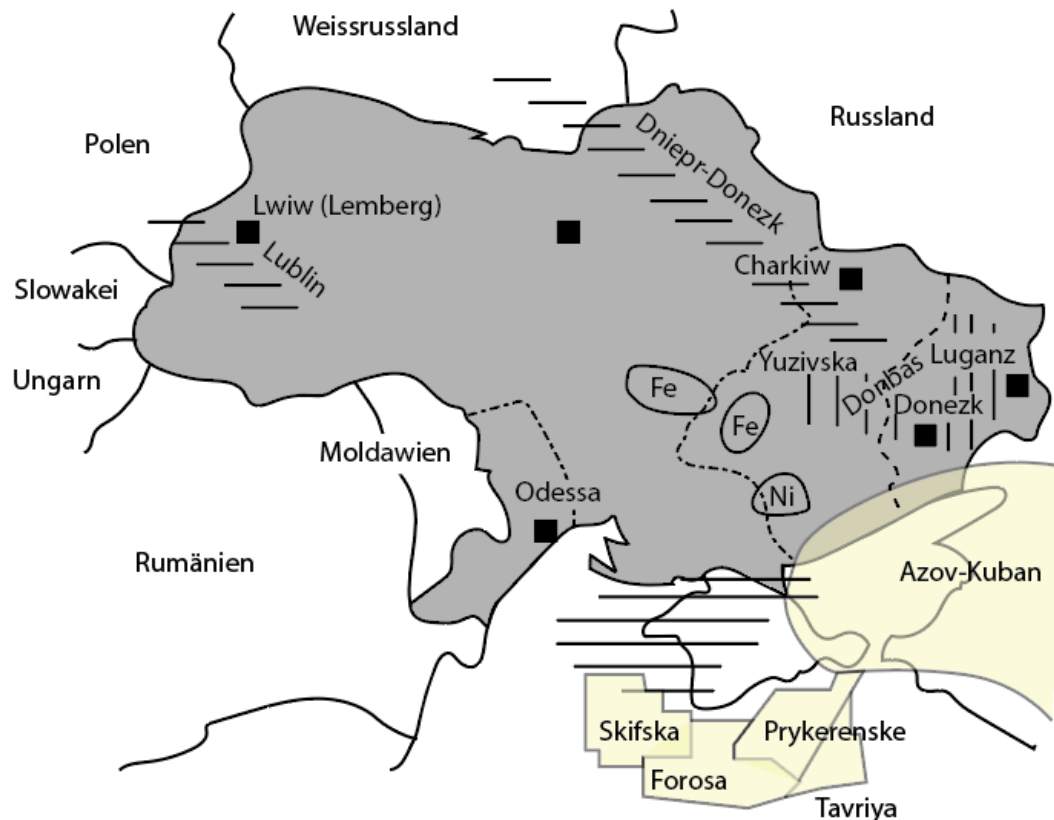 Weissrussland
Russland
Polen
Dniepr-Donezk
Lwiw (Lemberg)
Lublin
Charkiw
Slowakei
Yuzivska
Luganz
Donbas
Ungarn
Fe
Fe
Donezk
Moldawien
Odessa
Ni
Rumänien
Azov-Kuban
Skifska
Prykerenske
Forosa
Tavriya